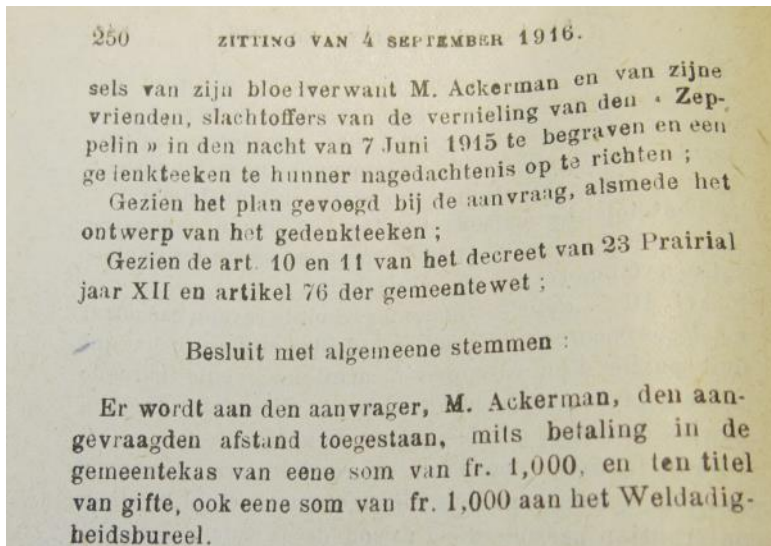 250 ZITTING VAN 4 SEPTEMBER 1916.
sels van zijn bloelverwant M. Ackerman en van zijne
vrienden, slachtoffers van de vernieling van den « Zep-
pelin » in den nacht van 7 Juni 1915 te begraven en een
ge lenkteeken te hunner nagedachtenis op te richten ;
Gezien het plan gevoegd bij de aanvraag, alsmede het
ontwerp van het gedenkteeken ;
Gezien de art. 10 en 11 van het decreet van 23 Prairial
jaar XII en artikel 76 der gemeentewet ;
Besluit met algemeene stemmen :
Er wordt aan den aanvrager, M. Ackerman, den aan-
gevraagden afstand toegestaan, mits betaling in de
gemeentekas van eene som van fr. 1,000, en ten titel
van gifte, ook eene som van fr. 1,000 aan het Weldadig-
heidsbureel.